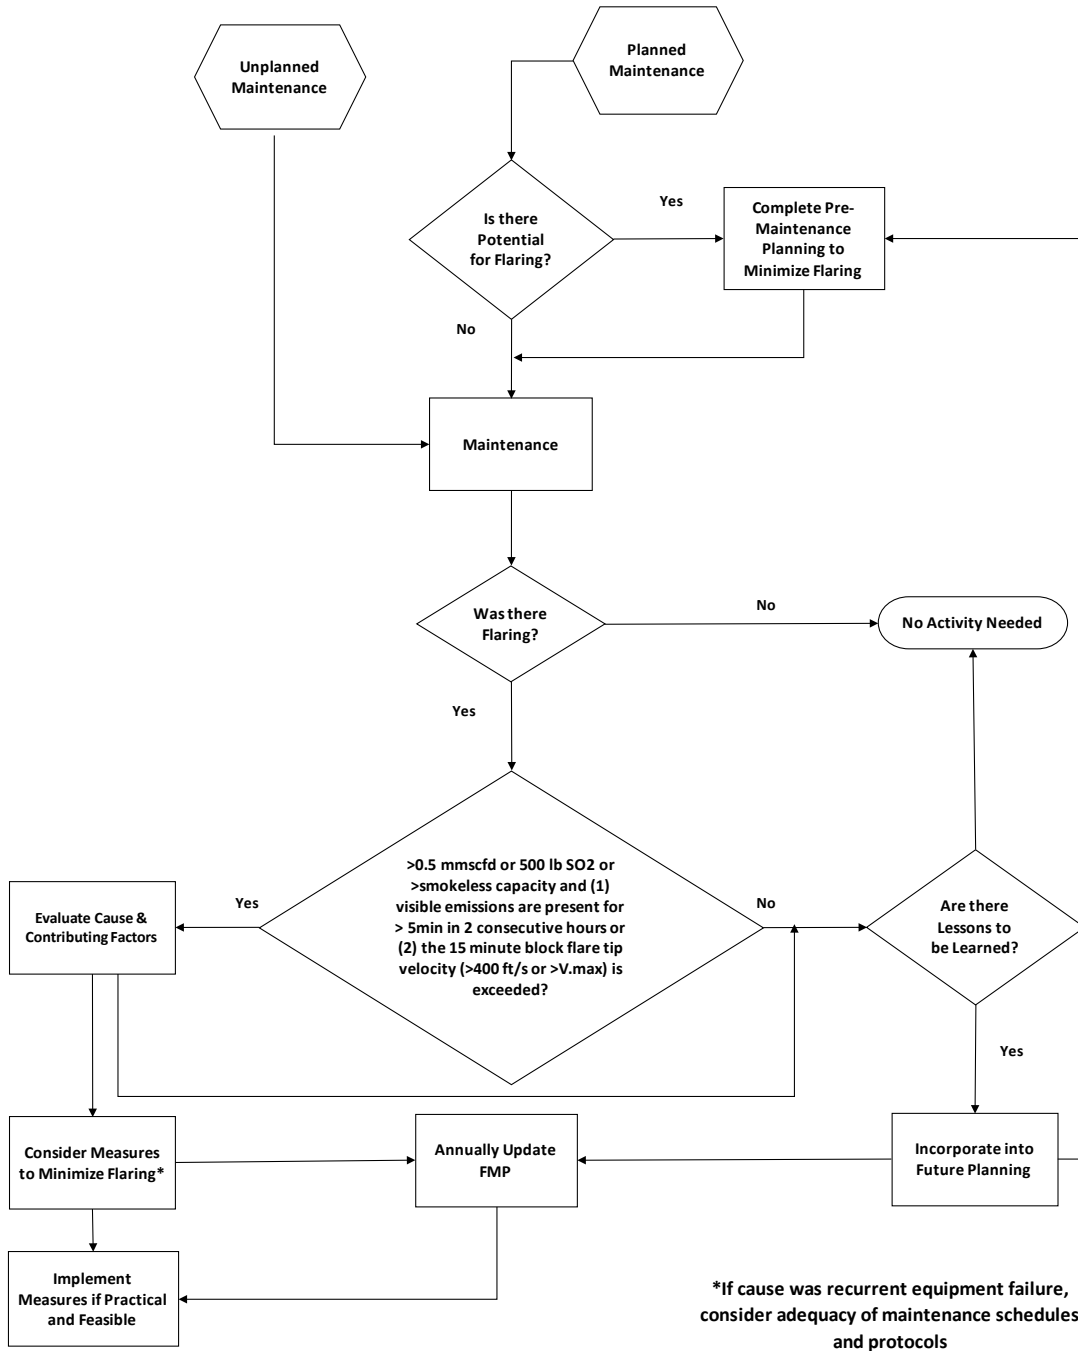 Unplanned
Maintenance
Planned
Maintenance
Is there
Potential
for Flaring?
Yes
Complete Pre-
Maintenance
Planning to
Minimize Flaring
No
Maintenance
Was there
Flaring?
No
No Activity Needed
Yes
>0.5 mmscfd or 500 lb SO2 or
>smokeless capacity and (1)
visible emissions are present for
> 5min in 2 consecutive hours or
(2) the 15 minute block flare tip
velocity (>400 ft/s or >V.max) is
exceeded?
Yes
Evaluate Cause &
Contributing Factors
No
Are there
Lessons to
be Learned?
Yes
Consider Measures
to Minimize Flaring*
Annually Update
FMP
Incorporate into
Future Planning
Implement
Measures if Practical
and Feasible
*If cause was recurrent equipment failure,
consider adequacy of maintenance schedules
and protocols